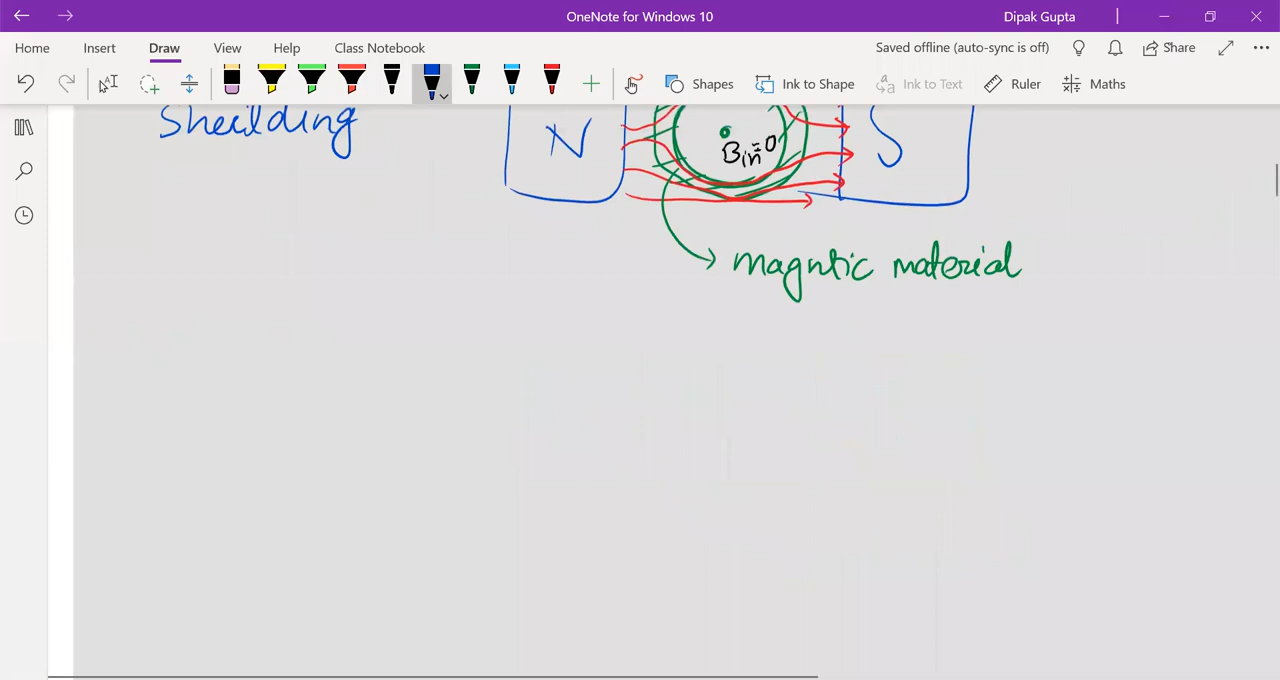 OneNote for Windows 10
Dipak Gupta
Home Insert Draw View Help Class Notebook
Saved offline (auto-sync is off) Share
Shapes Ink to Shape Ink to Text Ruler Maths
Sheilding
N
Bin=0
S
magntic material